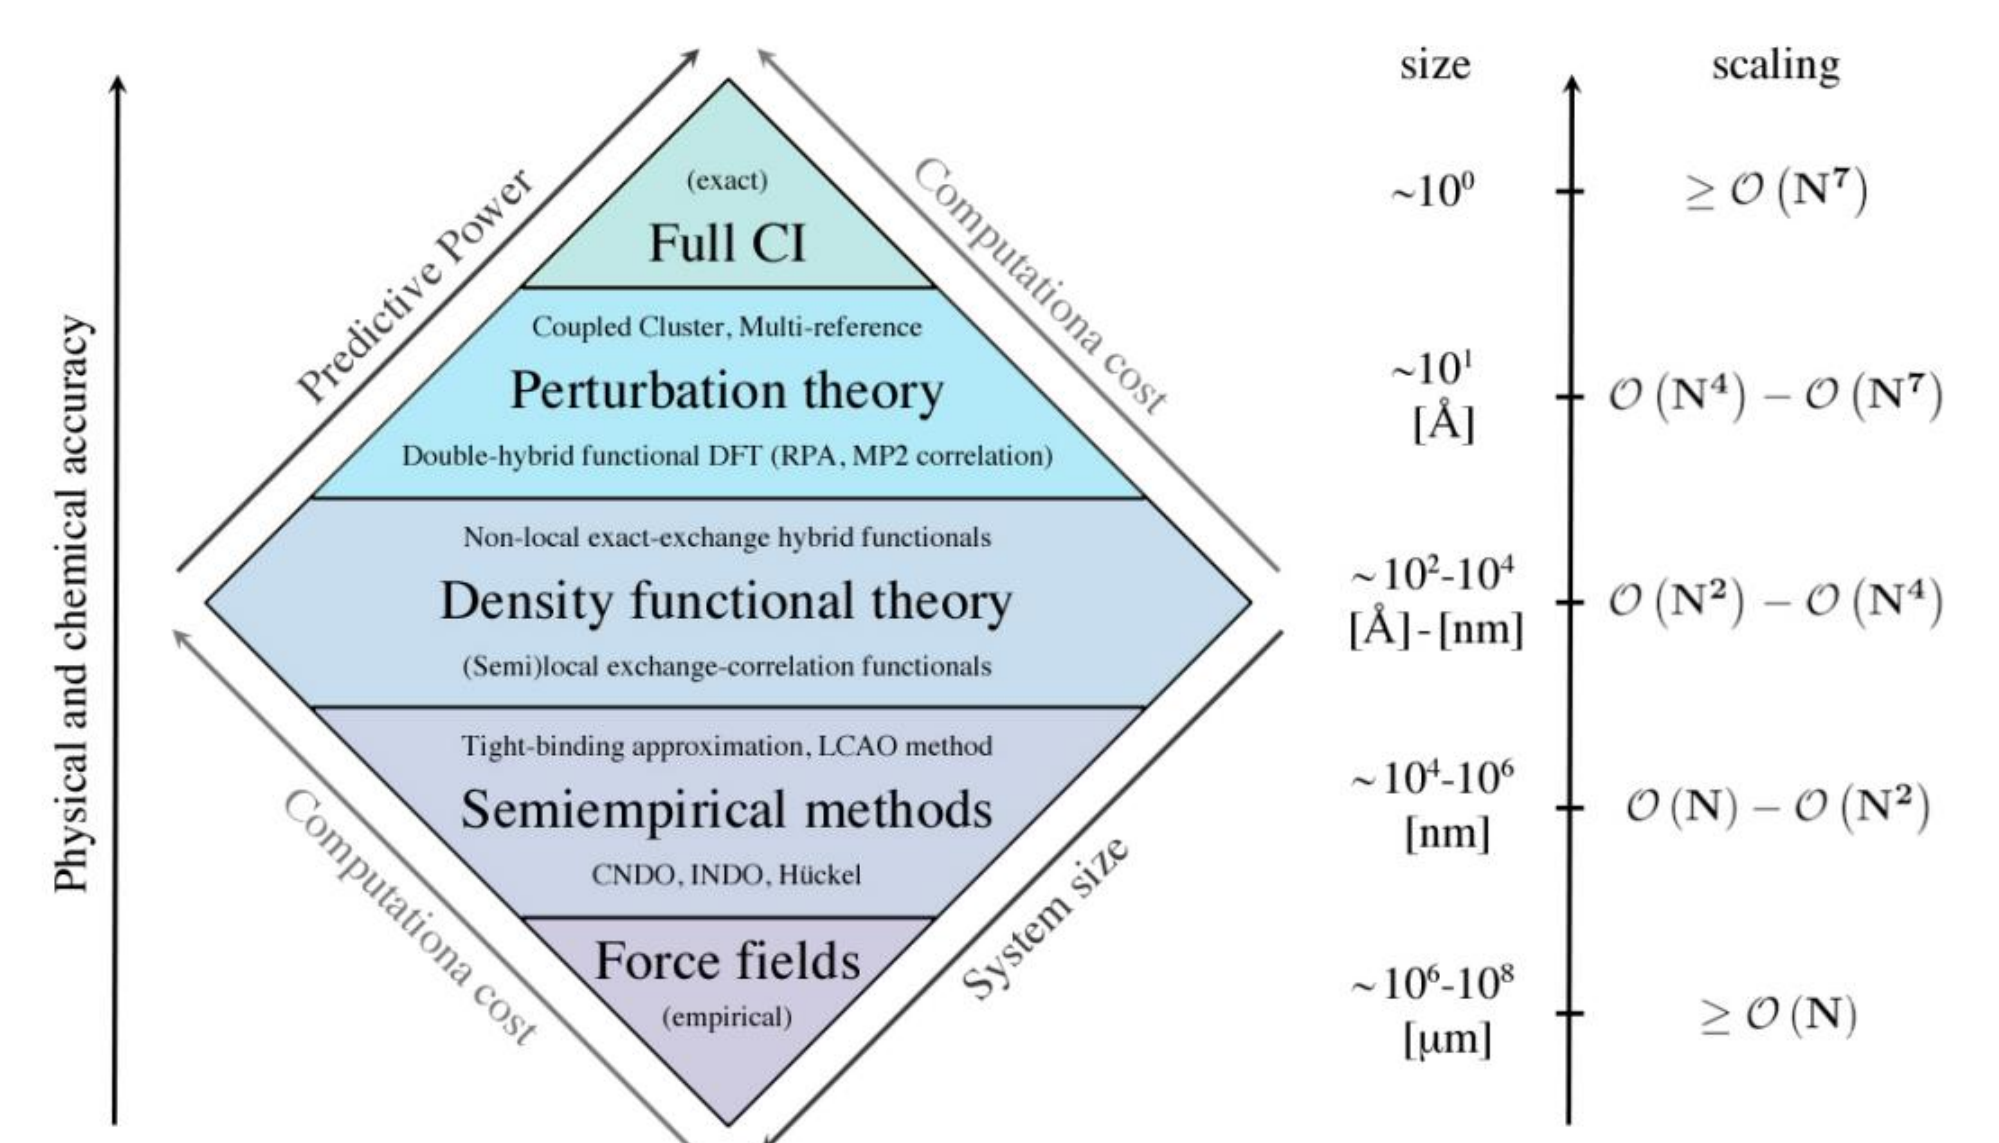 Physical and chemical accuracy
Predictive Power
Computationa cost
(exact)
Full CI
Coupled Cluster, Multi-reference
Perturbation theory
Double-hybrid functional DFT (RPA, MP2 correlation)
Non-local exact-exchange hybrid functionals
Density functional theory
(Semi)local exchange-correlation functionals
Tight-binding approximation, LCAO method
Semiempirical methods
CNDO, INDO, Hückel
Force fields
(empirical)
Computationa cost
System size
size
~10⁰
~10¹
[Å]
~10²-10⁴
[Å]-[nm]
~10⁴-10⁶
[nm]
~10⁶-10⁸
[µm]
scaling
≥ O (N⁷)
O (N⁴) − O (N⁷)
O (N²) − O (N⁴)
O (N) − O (N²)
≥ O (N)